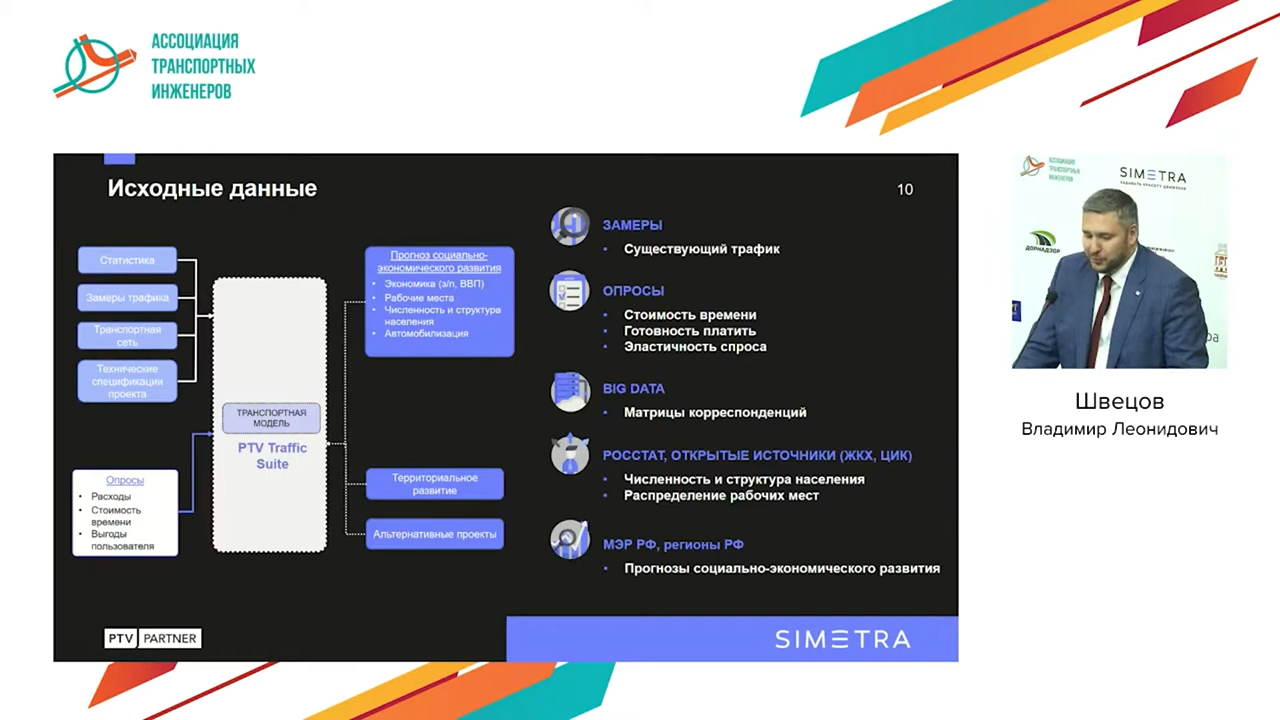 АССОЦИАЦИЯ
ТРАНСПОРТНЫХ
ИНЖЕНЕРОВ
Исходные данные
10
Статистика
Замеры трафика
Транспортная
сеть
Технические
спецификации
проекта
Опросы
• Расходы
• Стоимость
времени
• Выгоды
пользователя
ТРАНСПОРТНАЯ
МОДЕЛЬ
PTV Traffic
Suite
Прогноз социально-
экономического развития
• Экономика (з/п, ВВП)
• Рабочие места
• Численность и структура
населения
• Автомобилизация
Территориальное
развитие
Альтернативные проекты
ЗАМЕРЫ
• Существующий трафик
ОПРОСЫ
• Стоимость времени
• Готовность платить
• Эластичность спроса
BIG DATA
• Матрицы корреспонденций
РОССТАТ, ОТКРЫТЫЕ ИСТОЧНИКИ (ЖКХ, ЦИК)
• Численность и структура населения
• Распределение рабочих мест
МЭР РФ, регионы РФ
• Прогнозы социально-экономического развития
PTV PARTNER
SIMETRA
АССОЦИАЦИЯ
ТРАНСПОРТНЫХ
ИНЖЕНЕРОВ
SIMETRA
ДОРНАДЗОР
Швецов
Владимир Леонидович